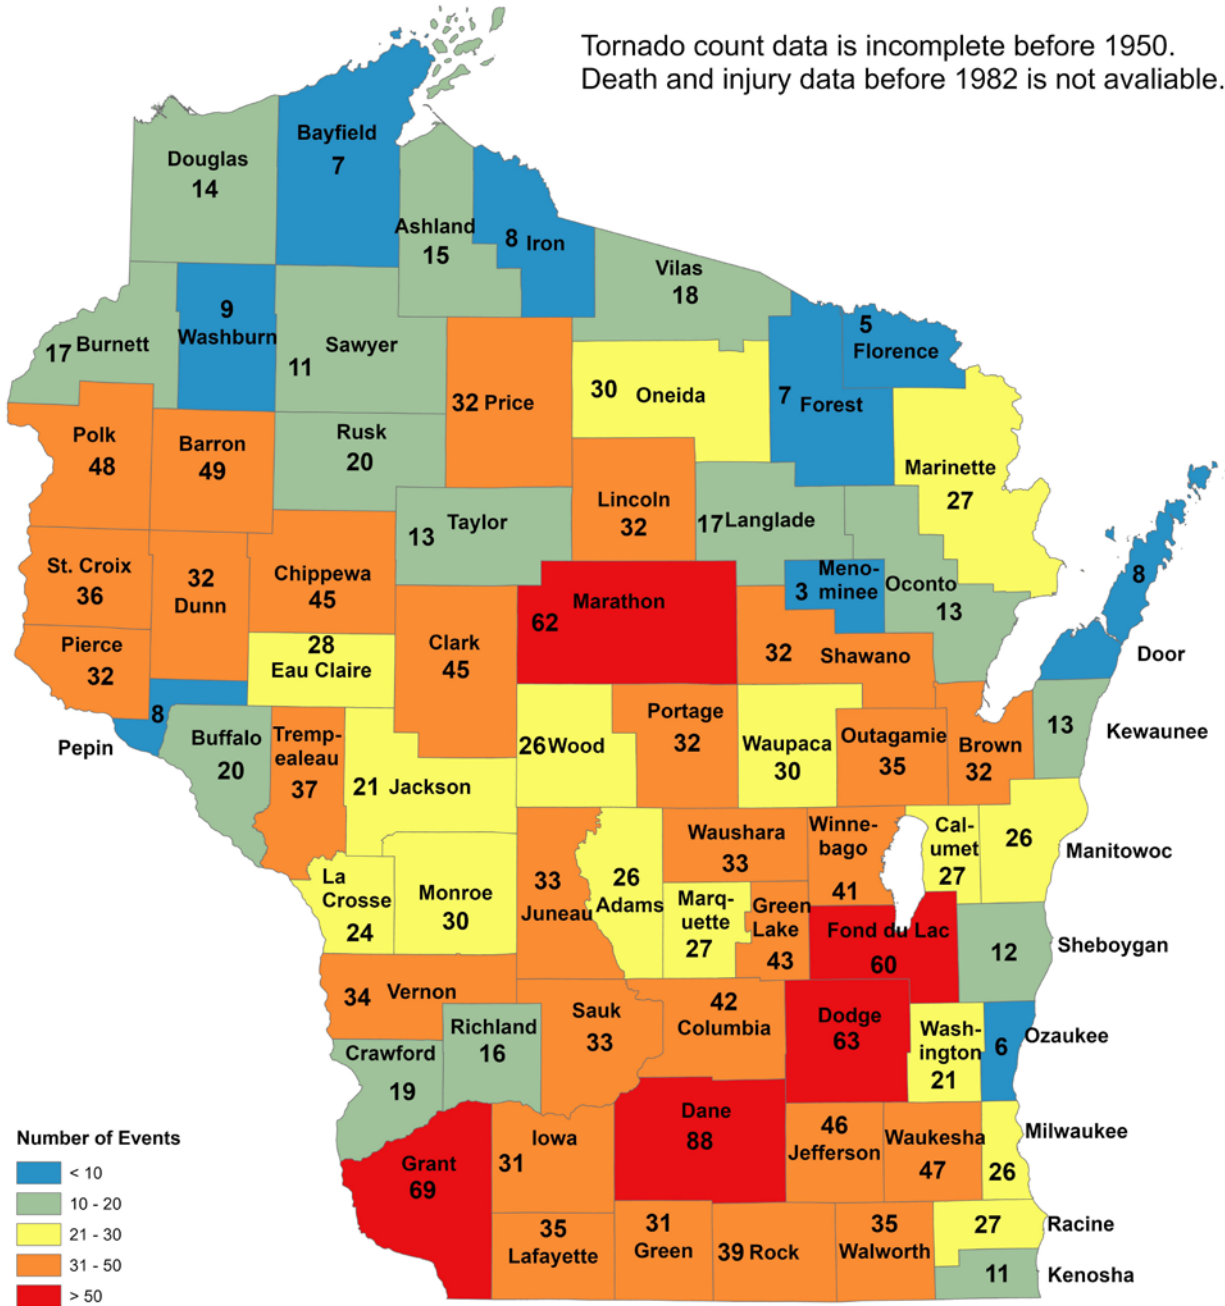 Tornado count data is incomplete before 1950.
Death and injury data before 1982 is not avaliable.
Bayfield
7
Douglas
14
Ashland
15
8 Iron
Vilas
18
9
Washburn
17 Burnett
Sawyer
11
5
Florence
32 Price
30 Oneida
7 Forest
Polk
48
Barron
49
Rusk
20
Marinette
27
Lincoln
32
13 Taylor
17 Langlade
St. Croix
36
32
Dunn
Chippewa
45
Marathon
62
Meno-
3 minee
Oconto
13
8
Door
Pierce
32
28
Eau Claire
Clark
45
32 Shawano
8
Pepin
Buffalo
20
Tremp-
ealeau
37
21 Jackson
26 Wood
Portage
32
Waupaca
30
Outagamie
35
Brown
32
13
Kewaunee
La
Crosse
24
Monroe
30
33
Juneau
26
Adams
Waushara
33
Winne-
bago
41
Cal-
umet
27
26
Manitowoc
Marq-
uette
27
Green
Lake
43
Fond du Lac
60
12
Sheboygan
34 Vernon
Richland
16
Sauk
33
42
Columbia
Dodge
63
Wash-
ington
21
6
Ozaukee
Crawford
19
Grant
69
Iowa
31
Dane
88
46
Jefferson
Waukesha
47
Milwaukee
26
35
Lafayette
31
Green
39 Rock
35
Walworth
27
Racine
11
Kenosha
Number of Events
< 10
10 - 20
21 - 30
31 - 50
> 50